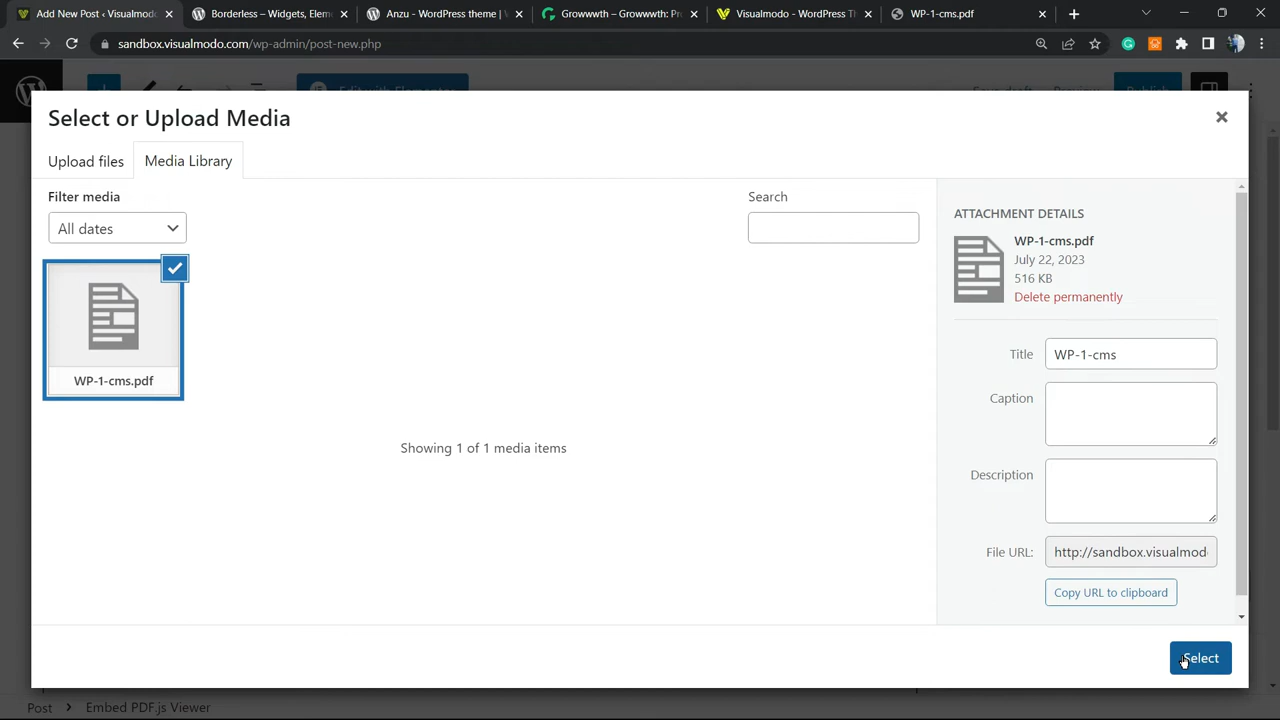 Add New Post ‹ Visualmodo
Borderless – Widgets, Elem
Anzu - WordPress theme | V
Growwwth – Growwwth: Pr
Visualmodo - WordPress Th
WP-1-cms.pdf
sandbox.visualmodo.com/wp-admin/post-new.php
Select or Upload Media
Upload files
Media Library
Filter media
All dates
Search
WP-1-cms.pdf
Showing 1 of 1 media items
ATTACHMENT DETAILS
WP-1-cms.pdf
July 22, 2023
516 KB
Delete permanently
Title
WP-1-cms
Caption
Description
File URL:
http://sandbox.visualmod
Copy URL to clipboard
Select
Post
Embed PDF.js Viewer